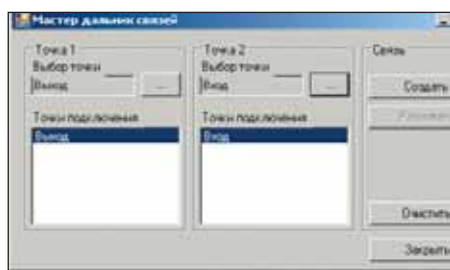 Мастер дальних связей
Точка 1
Выбор точки
Выход
...
Точки подключения
Выход
Точка 2
Выбор точки
Вход
...
Точки подключения
Вход
Связь
Создать
Очистить
Закрыть